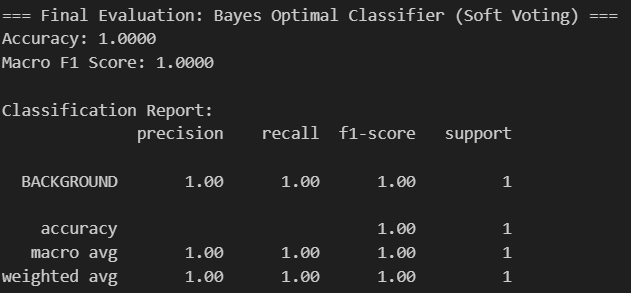 === Final Evaluation: Bayes Optimal Classifier (Soft Voting) ===
Accuracy: 1.0000
Macro F1 Score: 1.0000
Classification Report:
precision recall f1-score support
BACKGROUND 1.00 1.00 1.00 1
accuracy 1.00 1
macro avg 1.00 1.00 1.00 1
weighted avg 1.00 1.00 1.00 1